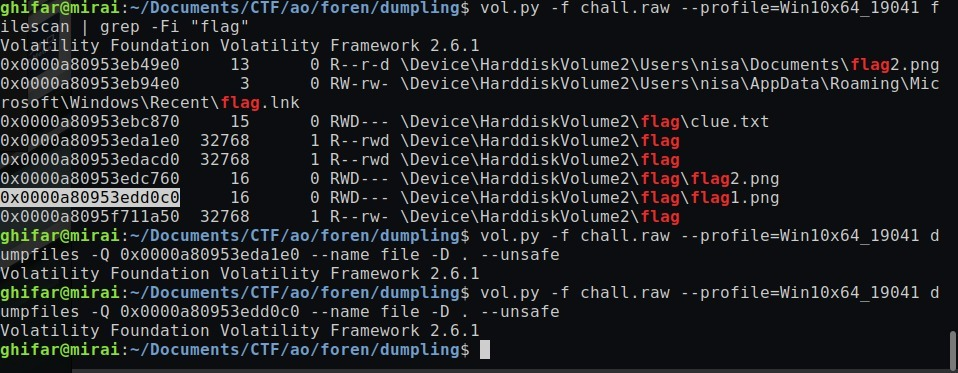 ghifar@mirai:~/Documents/CTF/ao/foren/dumpling$ vol.py -f chall.raw --profile=Win10x64_19041 f
ilescan | grep -Fi "flag"
Volatility Foundation Volatility Framework 2.6.1
0x0000a80953eb49e0     13      0 R--r-d \Device\HarddiskVolume2\Users\nisa\Documents\flag2.png
0x0000a80953eb94e0      3      0 RW-rw- \Device\HarddiskVolume2\Users\nisa\AppData\Roaming\Mic
rosoft\Windows\Recent\flag.lnk
0x0000a80953ebc870     15      0 RWD--- \Device\HarddiskVolume2\flag\clue.txt
0x0000a80953eda1e0  32768      1 R--rwd \Device\HarddiskVolume2\flag
0x0000a80953edacd0  32768      1 R--rwd \Device\HarddiskVolume2\flag
0x0000a80953edc760     16      0 RWD--- \Device\HarddiskVolume2\flag\flag2.png
0x0000a80953edd0c0     16      0 RWD--- \Device\HarddiskVolume2\flag\flag1.png
0x0000a8095f711a50  32768      1 R--rw- \Device\HarddiskVolume2\flag
ghifar@mirai:~/Documents/CTF/ao/foren/dumpling$ vol.py -f chall.raw --profile=Win10x64_19041 d
umpfiles -Q 0x0000a80953eda1e0 --name file -D . --unsafe
Volatility Foundation Volatility Framework 2.6.1
ghifar@mirai:~/Documents/CTF/ao/foren/dumpling$ vol.py -f chall.raw --profile=Win10x64_19041 d
umpfiles -Q 0x0000a80953edd0c0 --name file -D . --unsafe
Volatility Foundation Volatility Framework 2.6.1
ghifar@mirai:~/Documents/CTF/ao/foren/dumpling$